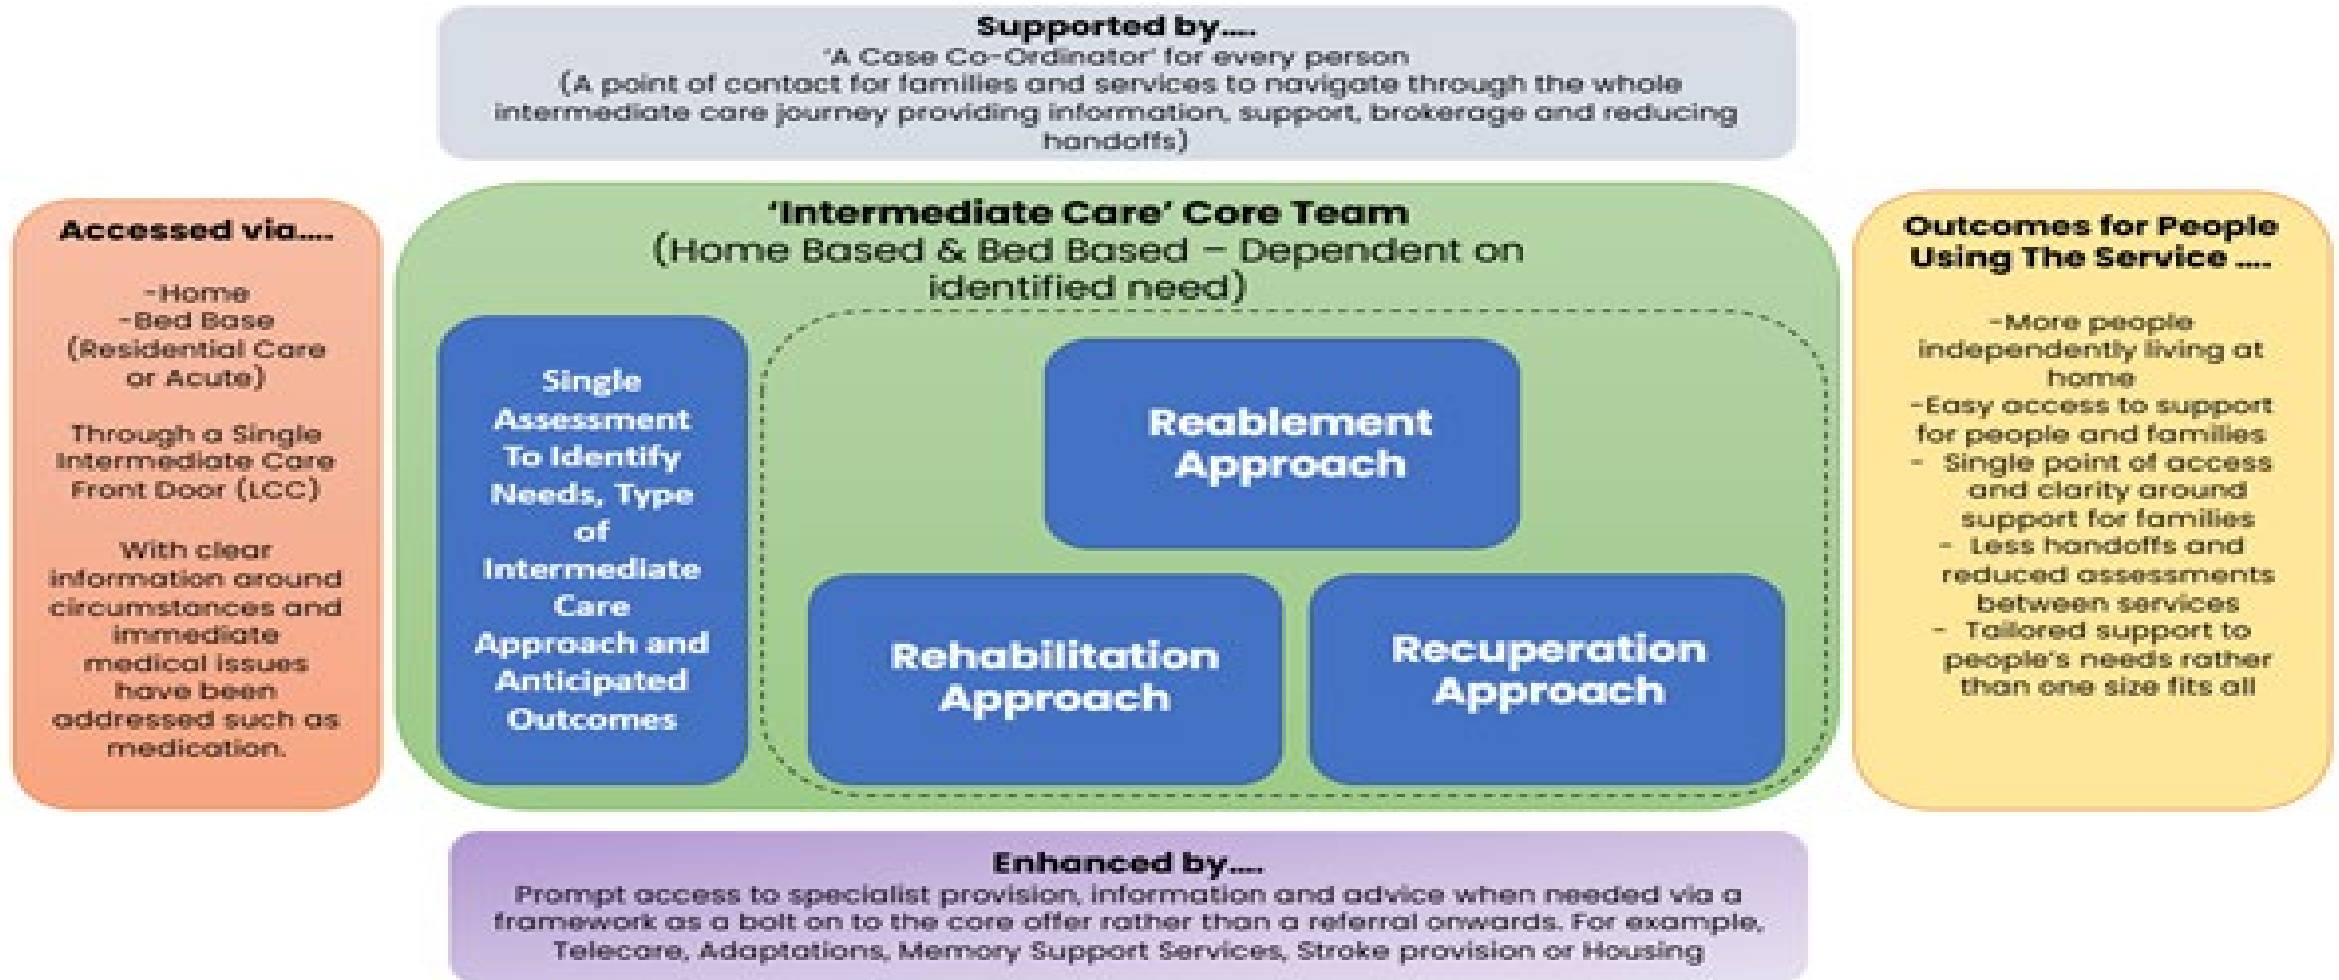 Supported by....
'A Case Co-Ordinator' for every person
(A point of contact for families and services to navigate through the whole
intermediate care journey providing information, support, brokerage and reducing
handoffs)
Accessed via....
-Home
-Bed Base
(Residential Care
or Acute)
Through a Single
Intermediate Care
Front Door (LCC)
With clear
information around
circumstances and
immediate
medical issues
have been
addressed such as
medication.
'Intermediate Care' Core Team
(Home Based & Bed Based – Dependent on
identified need)
Single
Assessment
To Identify
Needs, Type
of
Intermediate
Care
Approach and
Anticipated
Outcomes
Reablement
Approach
Rehabilitation
Approach
Recuperation
Approach
Outcomes for People
Using The Service ....
-More people
independently living at
home
-Easy access to support
for people and families
- Single point of access
and clarity around
support for families
- Less handoffs and
reduced assessments
between services
- Tailored support to
people's needs rather
than one size fits all
Enhanced by....
Prompt access to specialist provision, information and advice when needed via a
framework as a bolt on to the core offer rather than a referral onwards. For example,
Telecare, Adaptations, Memory Support Services, Stroke provision or Housing